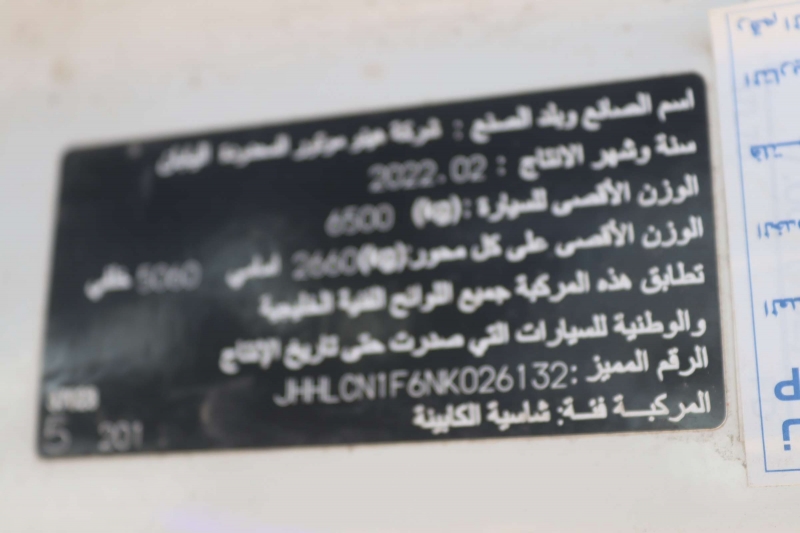 اسم الصانع وبلد الصنع : شركة هينو موتورز المحدودة اليابان
سنة وشهر الانتاج : 2022.02
الوزن الأقصى للسيارة :(kg) 6500
الوزن الأقصى على كل محور:(kg)2660 أمامي 5060 خلفي
تطابق هذه المركبة جميع اللوائح الفنية الخليجية
والوطنية للسيارات التي صدرت حتى تاريخ الإنتاج
الرقم المميز :JHHLCN1F6NK026132
المركبة فئة: شاسية الكابينة
5 201